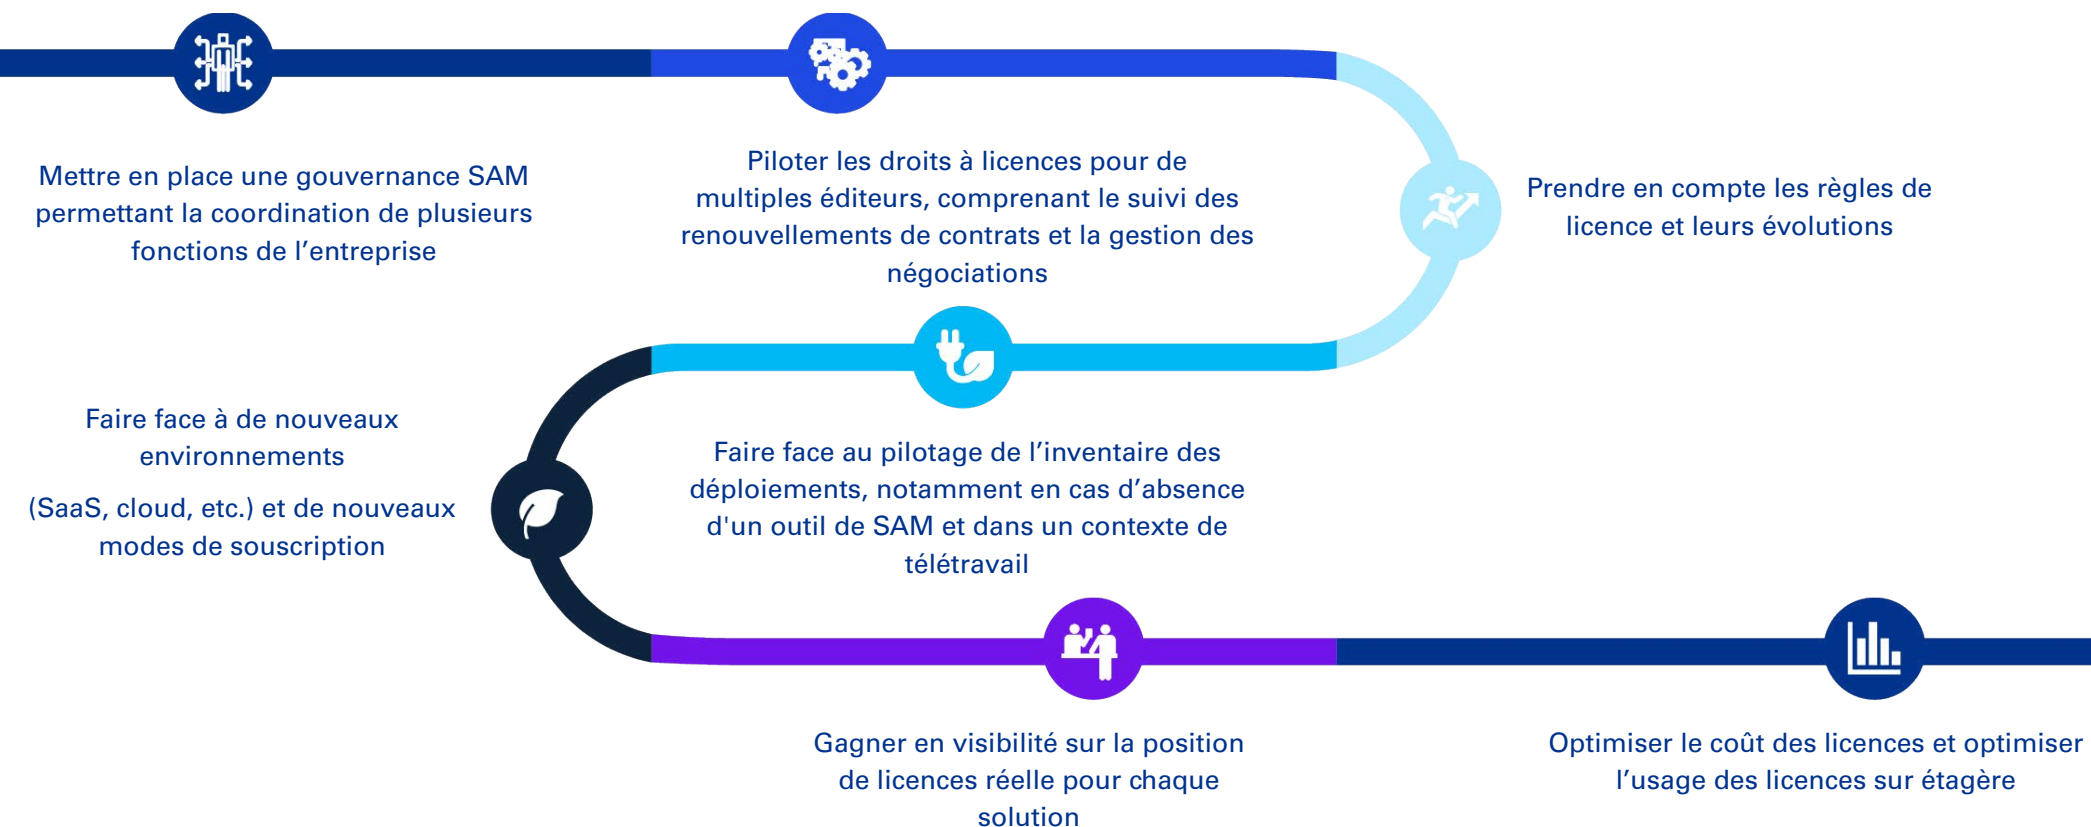 Mettre en place une gouvernance SAM
permettant la coordination de plusieurs
fonctions de l’entreprise
Piloter les droits à licences pour de
multiples éditeurs, comprenant le suivi des
renouvellements de contrats et la gestion des
négociations
Prendre en compte les règles de
licence et leurs évolutions
Faire face au pilotage de l’inventaire des
déploiements, notamment en cas d’absence
d'un outil de SAM et dans un contexte de
télétravail
Faire face à de nouveaux
environnements
(SaaS, cloud, etc.) et de nouveaux
modes de souscription
Gagner en visibilité sur la position
de licences réelle pour chaque
solution
Optimiser le coût des licences et optimiser
l’usage des licences sur étagère